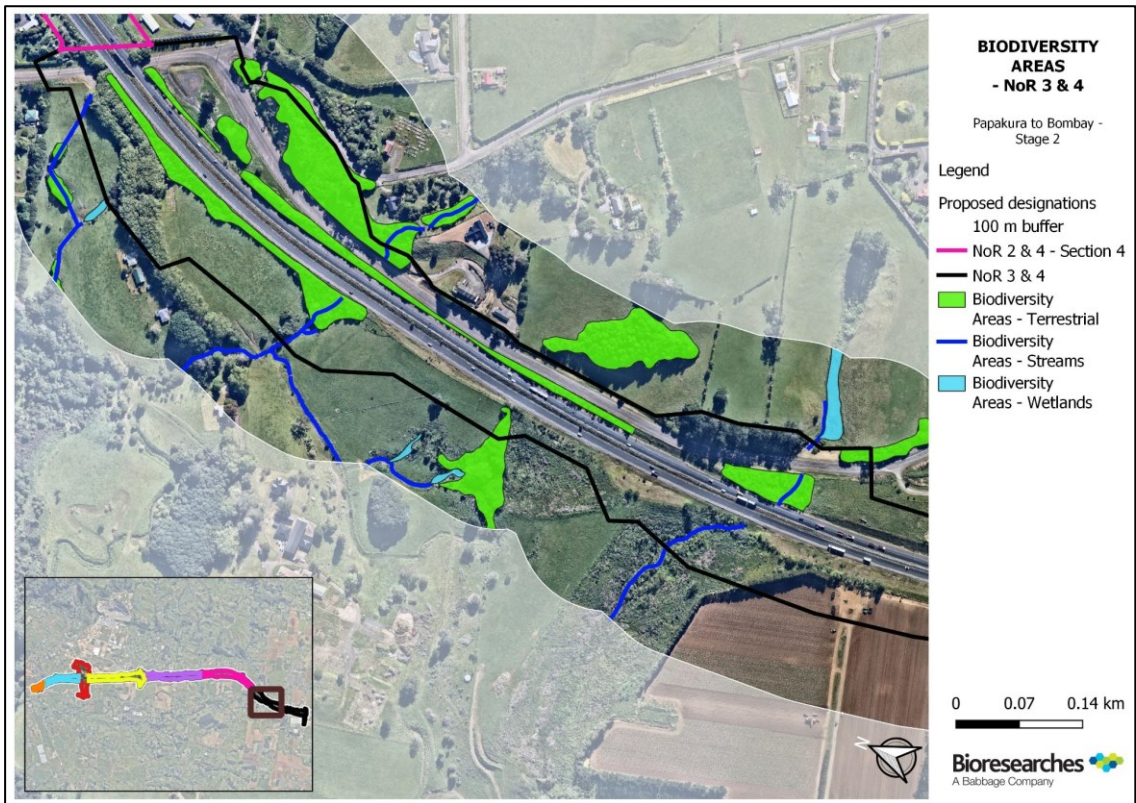 BIODIVERSITY
AREAS
- NoR 3 & 4
Papakura to Bombay -
Stage 2
Legend
Proposed designations
100 m buffer
NoR 2 & 4 - Section 4
NoR 3 & 4
Biodiversity
Areas - Terrestrial
Biodiversity
Areas - Streams
Biodiversity
Areas - Wetlands
0 0.07 0.14 km
N
Bioresearches
A Babbage Company